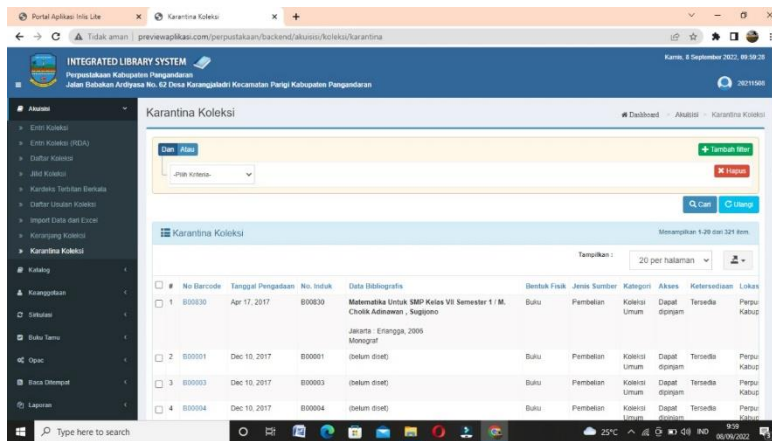 Portal Aplikasi Inlis Lite
Karantina Koleksi
Tidak aman
previewaplikasi.com/perpustakaan/backend/akuisisi/koleksi/karantina
INTEGRATED LIBRARY SYSTEM
Perpustakaan Kabupaten Pangandaran
Jalan Babakan Ardiyasa No. 62 Desa Karangjaladri Kecamatan Parigi Kabupaten Pangandaran
Kamis, 8 September 2022, 09:59:28
Akuisisi
Entri Koleksi
Entri Koleksi (RDA)
Daftar Koleksi
Jilid Koleksi
Kardeks Terbitan Berkala
Daftar Usulan Koleksi
Import Data dari Excel
Keranjang Koleksi
Karantina Koleksi
Katalog
Keanggotaan
Sirkulasi
Buku Tamu
Opac
Baca Ditempat
Laporan
Karantina Koleksi
Dashboard
Akuisisi
Karantina Koleksi
Dan Atau
Tambah filter
-Pilih Kriteria-
Hapus
Cari
Ulangi
Karantina Koleksi
Menampilkan 1-20 dari 321 item.
Tampilkan :
20 per halaman
# No Barcode Tanggal Pengadaan No. Induk Data Bibliografis Bentuk Fisik Jenis Sumber Kategori Akses Ketersediaan Lokas
1 B00830 Apr 17, 2017 B00830 Matematika Untuk SMP Kelas VII Semester 1 / M. Buku Pembelian Koleksi Dapat Tersedia Perpu
Cholik Adinawan , Sugijono Umum dipinjam Kabup
Jakarta : Erlangga, 2006
Monograf
2 B00001 Dec 10, 2017 B00001 (belum diset) Buku Pembelian Koleksi Dapat Tersedia Perpu
Umum dipinjam Kabup
3 B00003 Dec 10, 2017 B00003 (belum diset) Buku Pembelian Koleksi Dapat Tersedia Perpu
Umum dipinjam Kabup
4 B00004 Dec 10, 2017 B00004 (belum diset) Buku Pembelian Koleksi Dapat Tersedia Perpu
Umum dipinjam Kabup
Type here to search
25°C
IND
9:59
08/09/2022